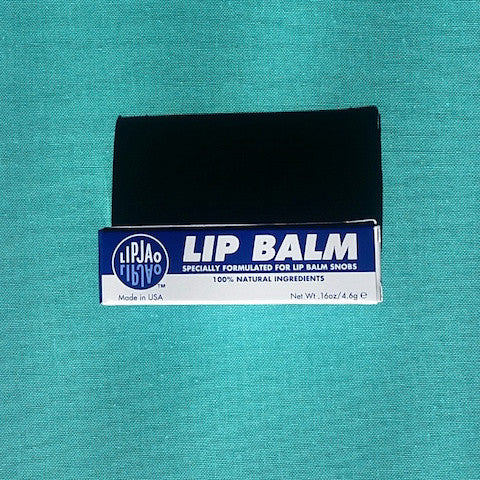 LIPJAO
LIPJAO
TM
LIP BALM
SPECIALLY FORMULATED FOR LIP BALM SNOBS
100% NATURAL INGREDIENTS
Made in USA
Net Wt .16oz/4.6g ℮